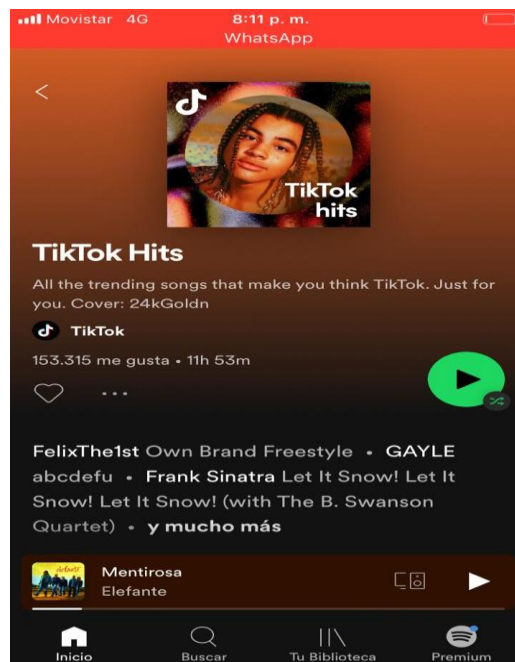 Movistar 4G 8:11 p. m.
WhatsApp
TikTok
hits
TikTok Hits
All the trending songs that make you think TikTok. Just for
you. Cover: 24kGoldn
TikTok
153.315 me gusta • 11h 53m
FelixThe1st Own Brand Freestyle • GAYLE
abcdefu • Frank Sinatra Let It Snow! Let It
Snow! Let It Snow! (with The B. Swanson
Quartet) • y mucho más
elefante
Mentirosa
Elefante
Inicio Buscar Tu Biblioteca Premium